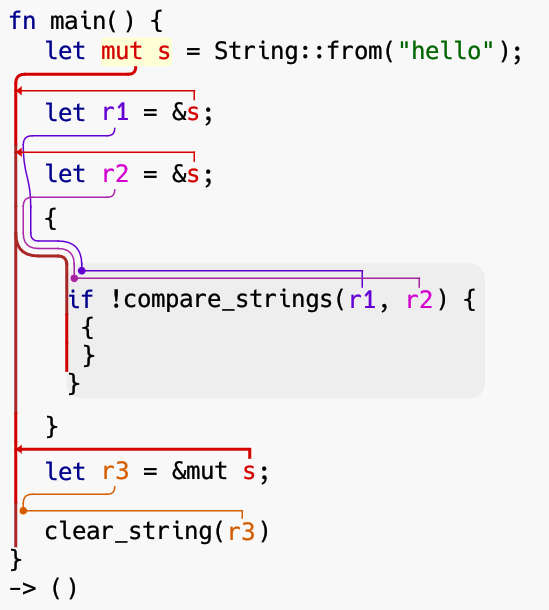 fn main() {
let mut s = String::from("hello");
let r1 = &s;
let r2 = &s;
{
if !compare_strings(r1, r2) {
{
}
}
}
let r3 = &mut s;
clear_string(r3)
}
-> ()